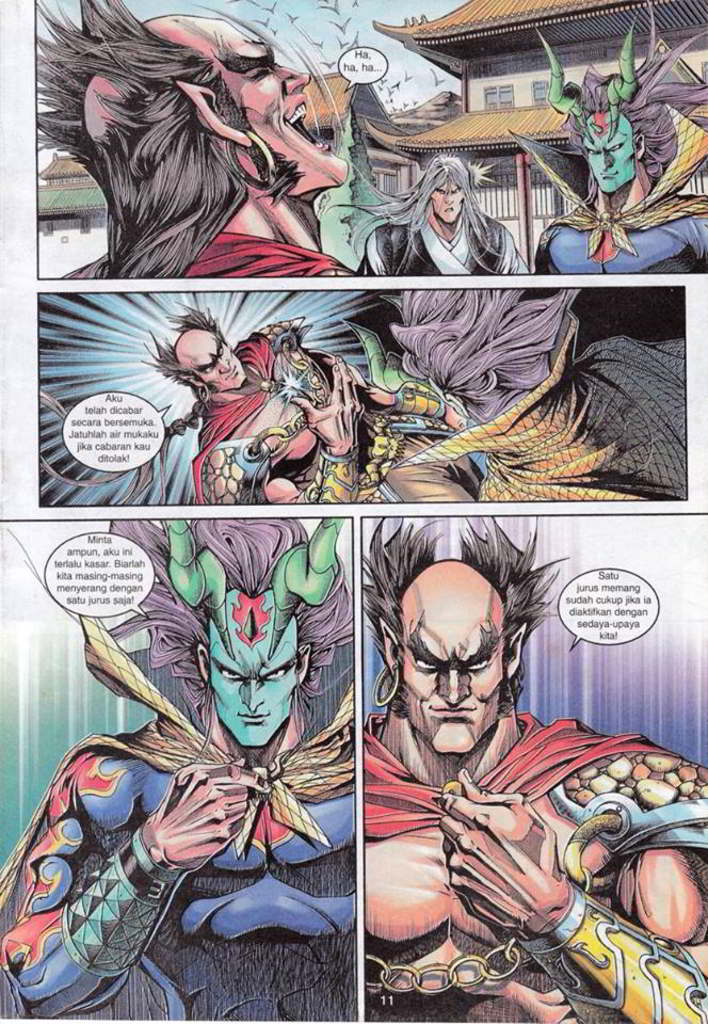 Ha,
ha, ha...
Aku
telah dicabar
secara bersemuka.
Jatuhlah air mukaku
jika cabaran kau
ditolak!
Minta
ampun, aku ini
terlalu kasar. Biarlah
kita masing-masing
menyerang dengan
satu jurus saja!
Satu
jurus memang
sudah cukup jika ia
diaktifkan dengan
sedaya-upaya
kita!
11